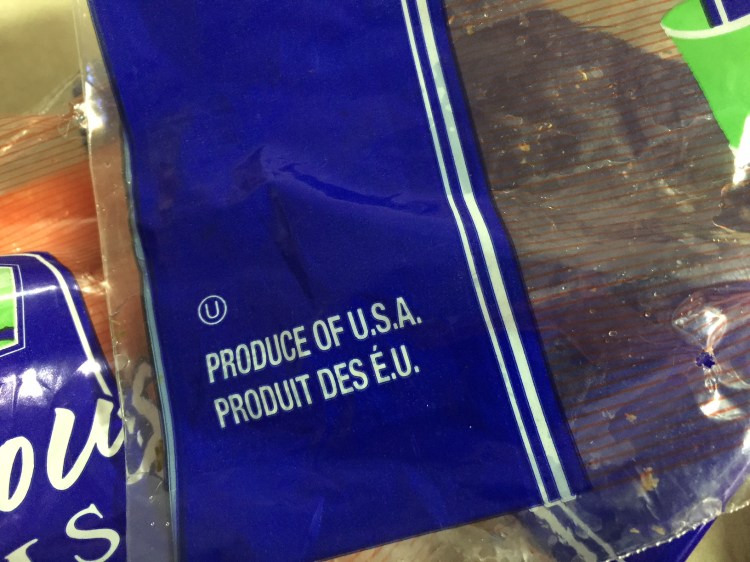 Ⓤ
PRODUCE OF U.S.A.
PRODUIT DES É.U.